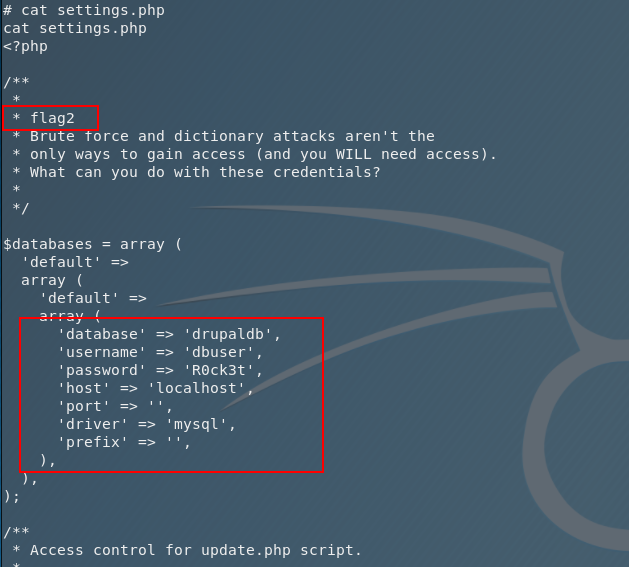 # cat settings.php
cat settings.php
<?php
/**
 *
 * flag2
 * Brute force and dictionary attacks aren't the
 * only ways to gain access (and you WILL need access).
 * What can you do with these credentials?
 *
 */
$databases = array (
  'default' =>
  array (
    'default' =>
    array (
      'database' => 'drupaldb',
      'username' => 'dbuser',
      'password' => 'R0ck3t',
      'host' => 'localhost',
      'port' => '',
      'driver' => 'mysql',
      'prefix' => '',
    ),
  ),
);
/**
 * Access control for update.php script.
 *